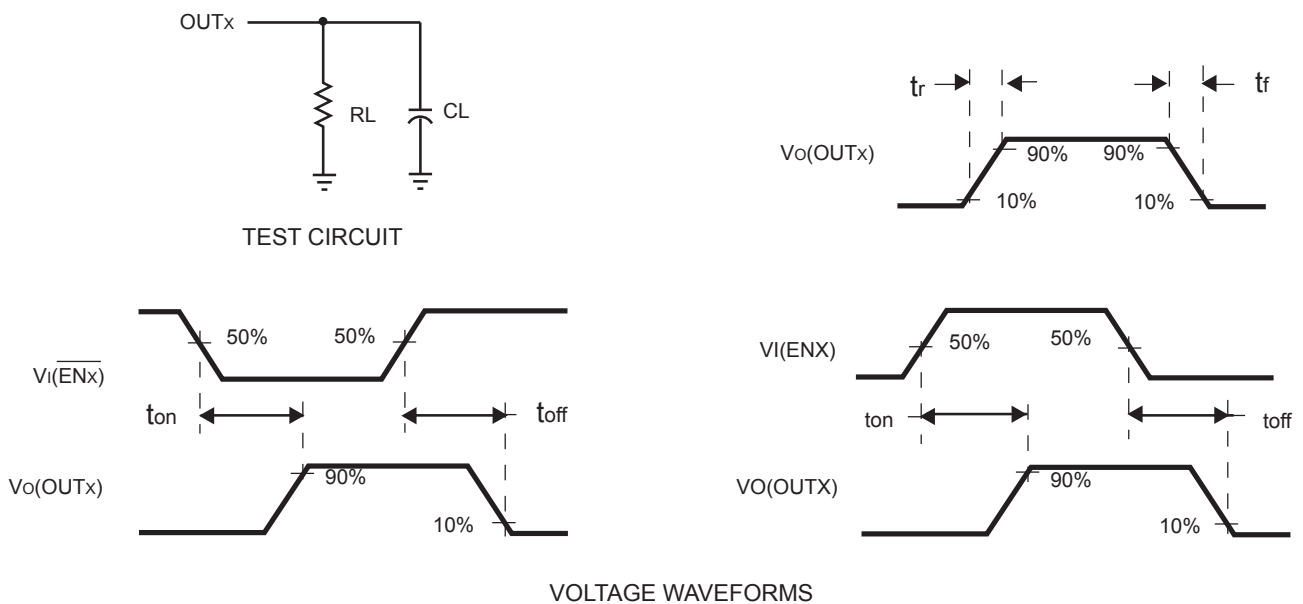 OUTx
RL
CL
TEST CIRCUIT
tr
tf
VO(OUTx)
90%
90%
10%
10%
50%
50%
VI(ENx)
ton
toff
VO(OUTx)
90%
10%
VI(ENX)
50%
50%
ton
toff
VO(OUTX)
90%
10%
VOLTAGE WAVEFORMS